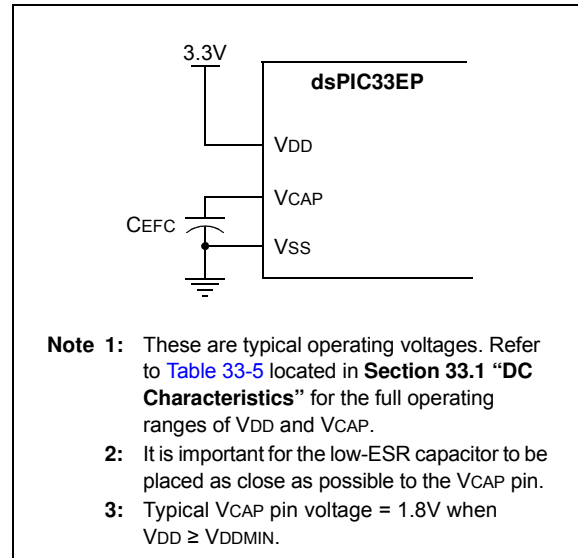 3.3V
dsPIC33EP
VDD
VCAP
CEFC
VSS
Note 1: These are typical operating voltages. Refer
to Table 33-5 located in Section 33.1 “DC
Characteristics” for the full operating
ranges of VDD and VCAP.
2: It is important for the low-ESR capacitor to be
placed as close as possible to the VCAP pin.
3: Typical VCAP pin voltage = 1.8V when
VDD ≥ VDDMIN.